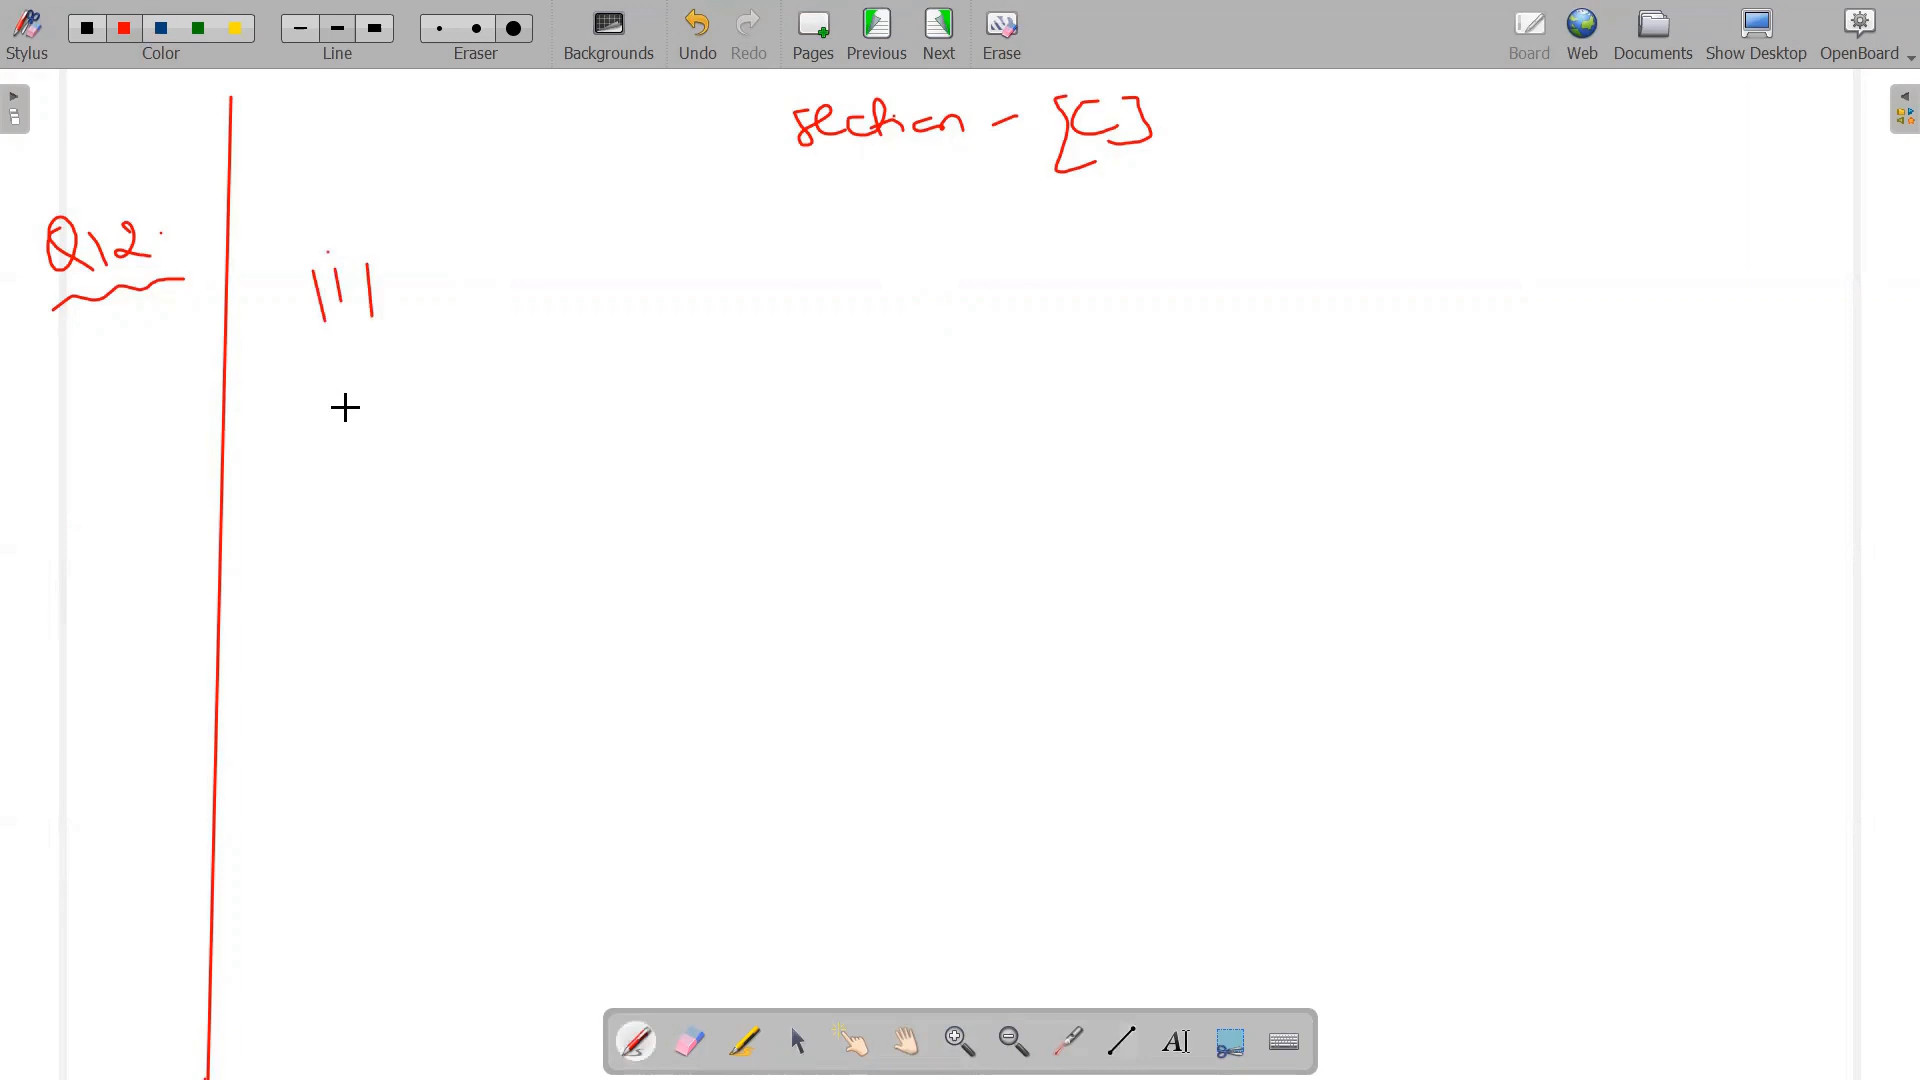 Stylus Color Line Eraser Backgrounds Undo Redo Pages Previous Next Erase Board Web Documents Show Desktop OpenBoard
section - [C]
Q12.
|i|